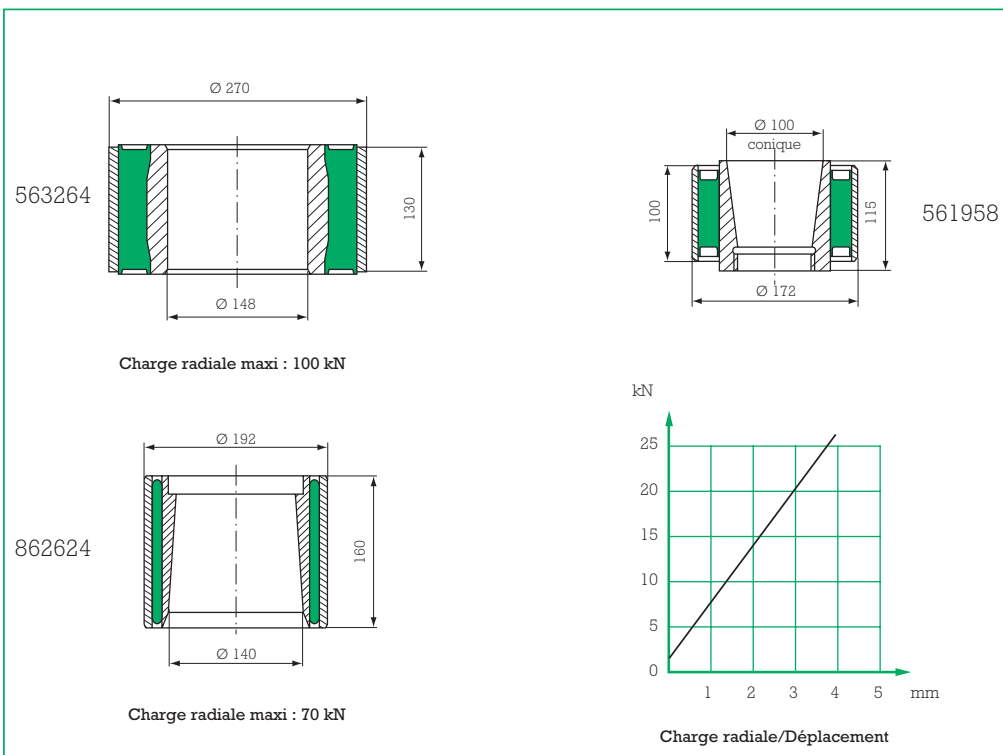 Ø 270
563264
130
Ø 148
Charge radiale maxi : 100 kN
Ø 100
conique
100
115
561958
Ø 172
Ø 192
862624
160
Ø 140
Charge radiale maxi : 70 kN
kN
25
20
15
10
5
0
1 2 3 4 5 mm
Charge radiale/Déplacement